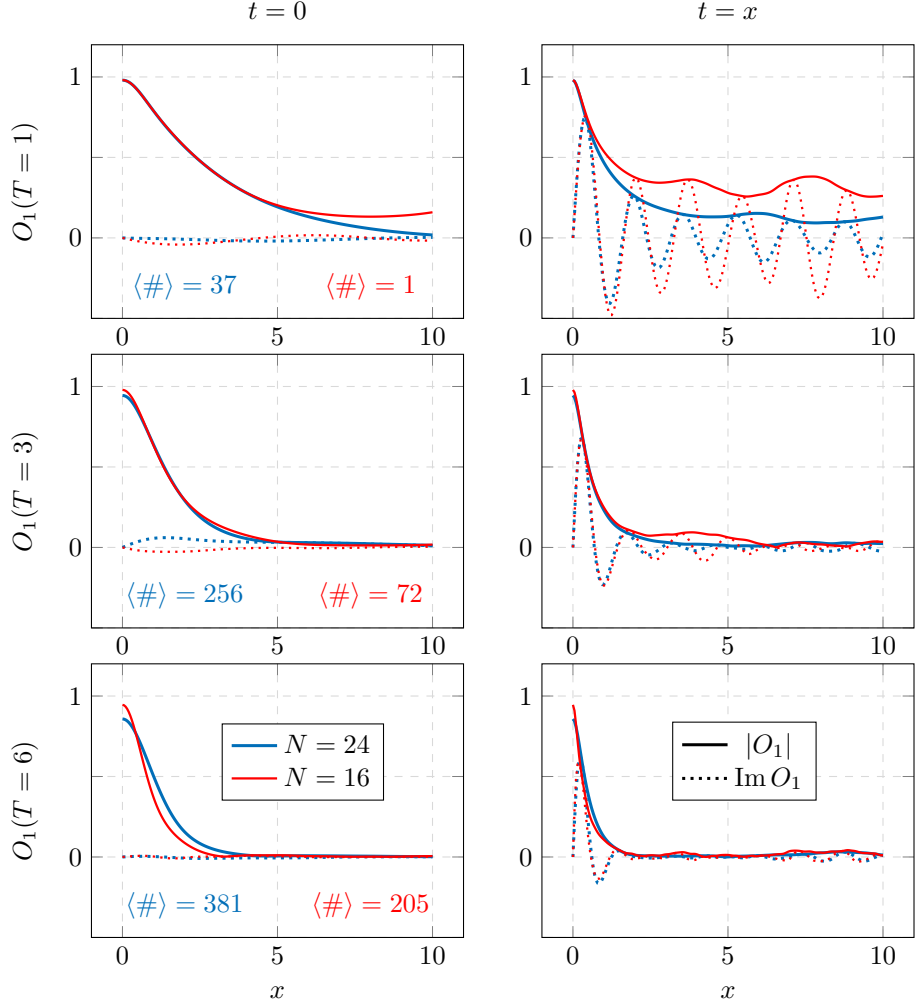 t = 0
t = x
O₁(T = 1)
1
0
⟨#⟩ = 37
⟨#⟩ = 1
0
5
10
1
0
0
5
10
O₁(T = 3)
1
0
⟨#⟩ = 256
⟨#⟩ = 72
0
5
10
1
0
0
5
10
O₁(T = 6)
1
0
N = 24
N = 16
⟨#⟩ = 381
⟨#⟩ = 205
0
5
10
x
1
0
|O₁|
Im O₁
0
5
10
x